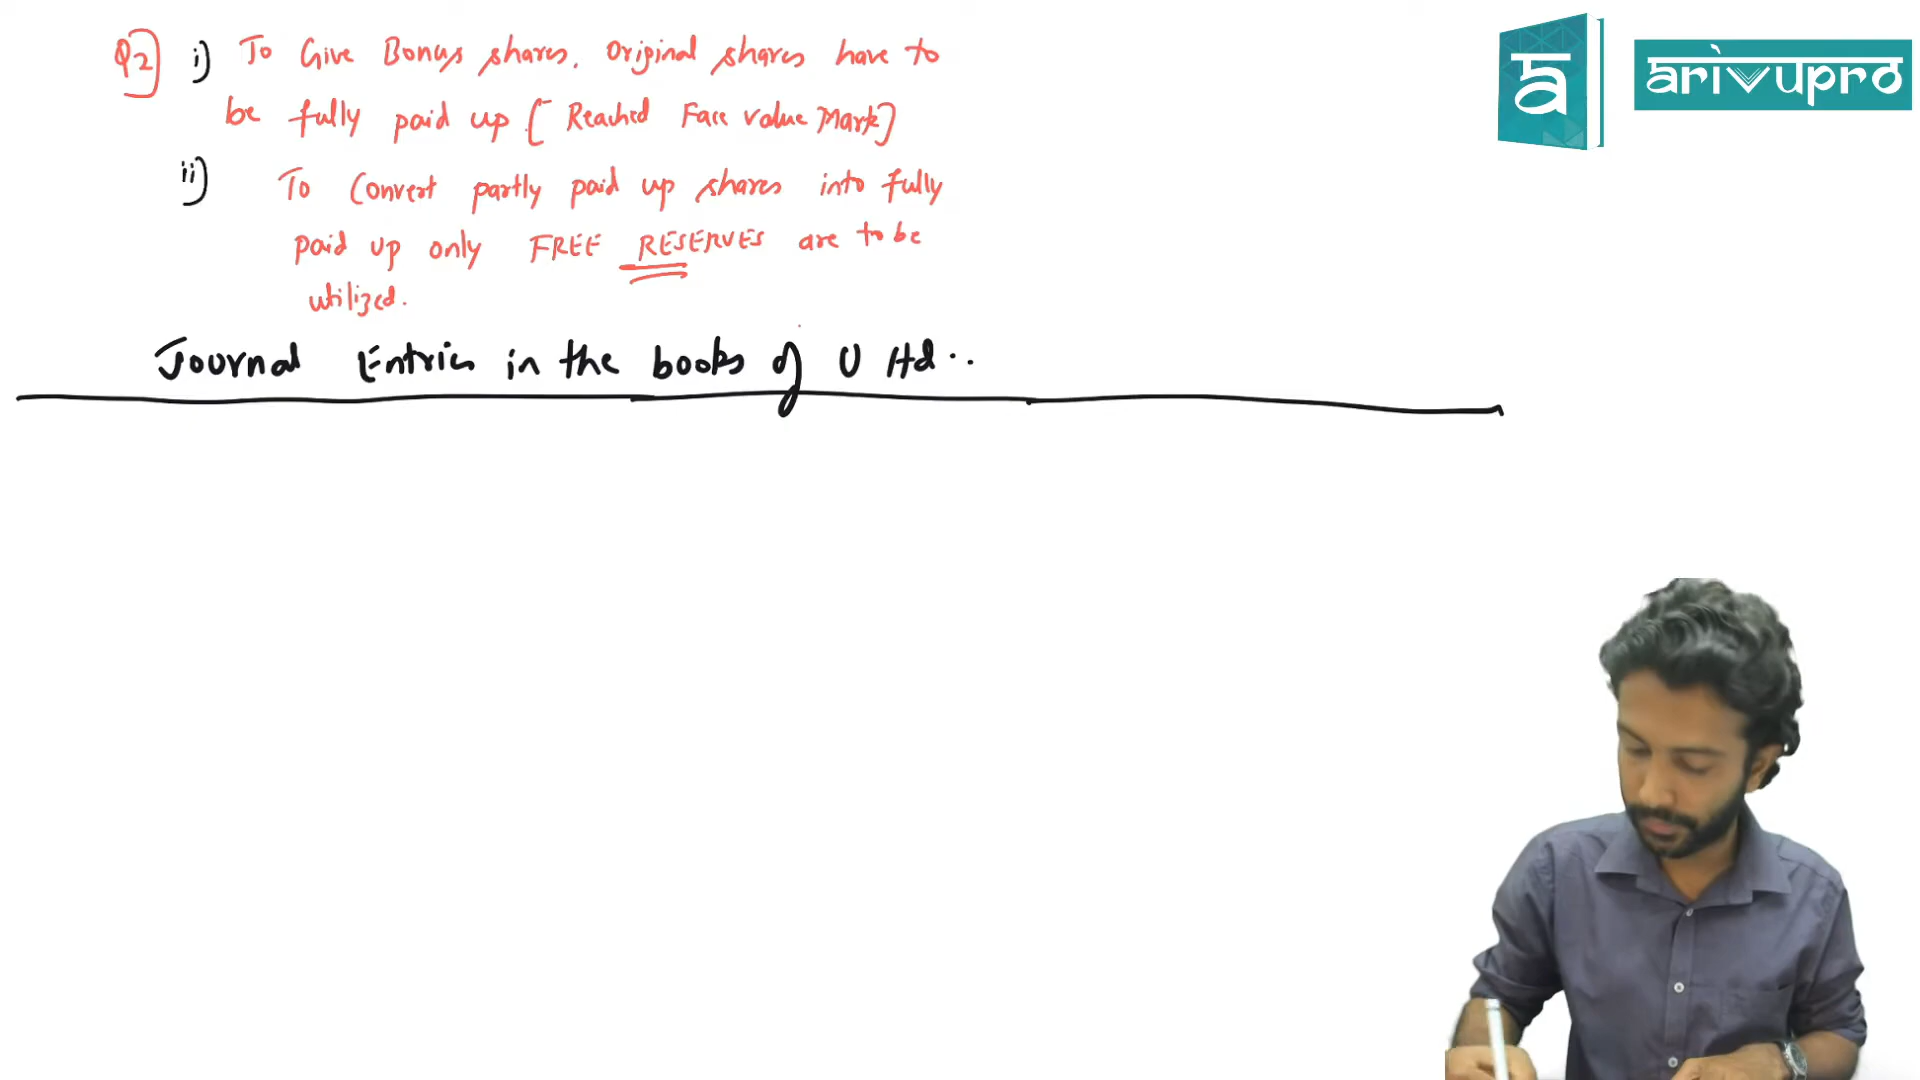 Q2] i) To Give Bonus shares. Original shares have to
be fully paid up. [Reached Face value Mark]
ii) To Convert partly paid up shares into fully
paid up only FREE RESERVES are to be
utilized.
Journal Entries in the books of U ltd..
ā
arivupro